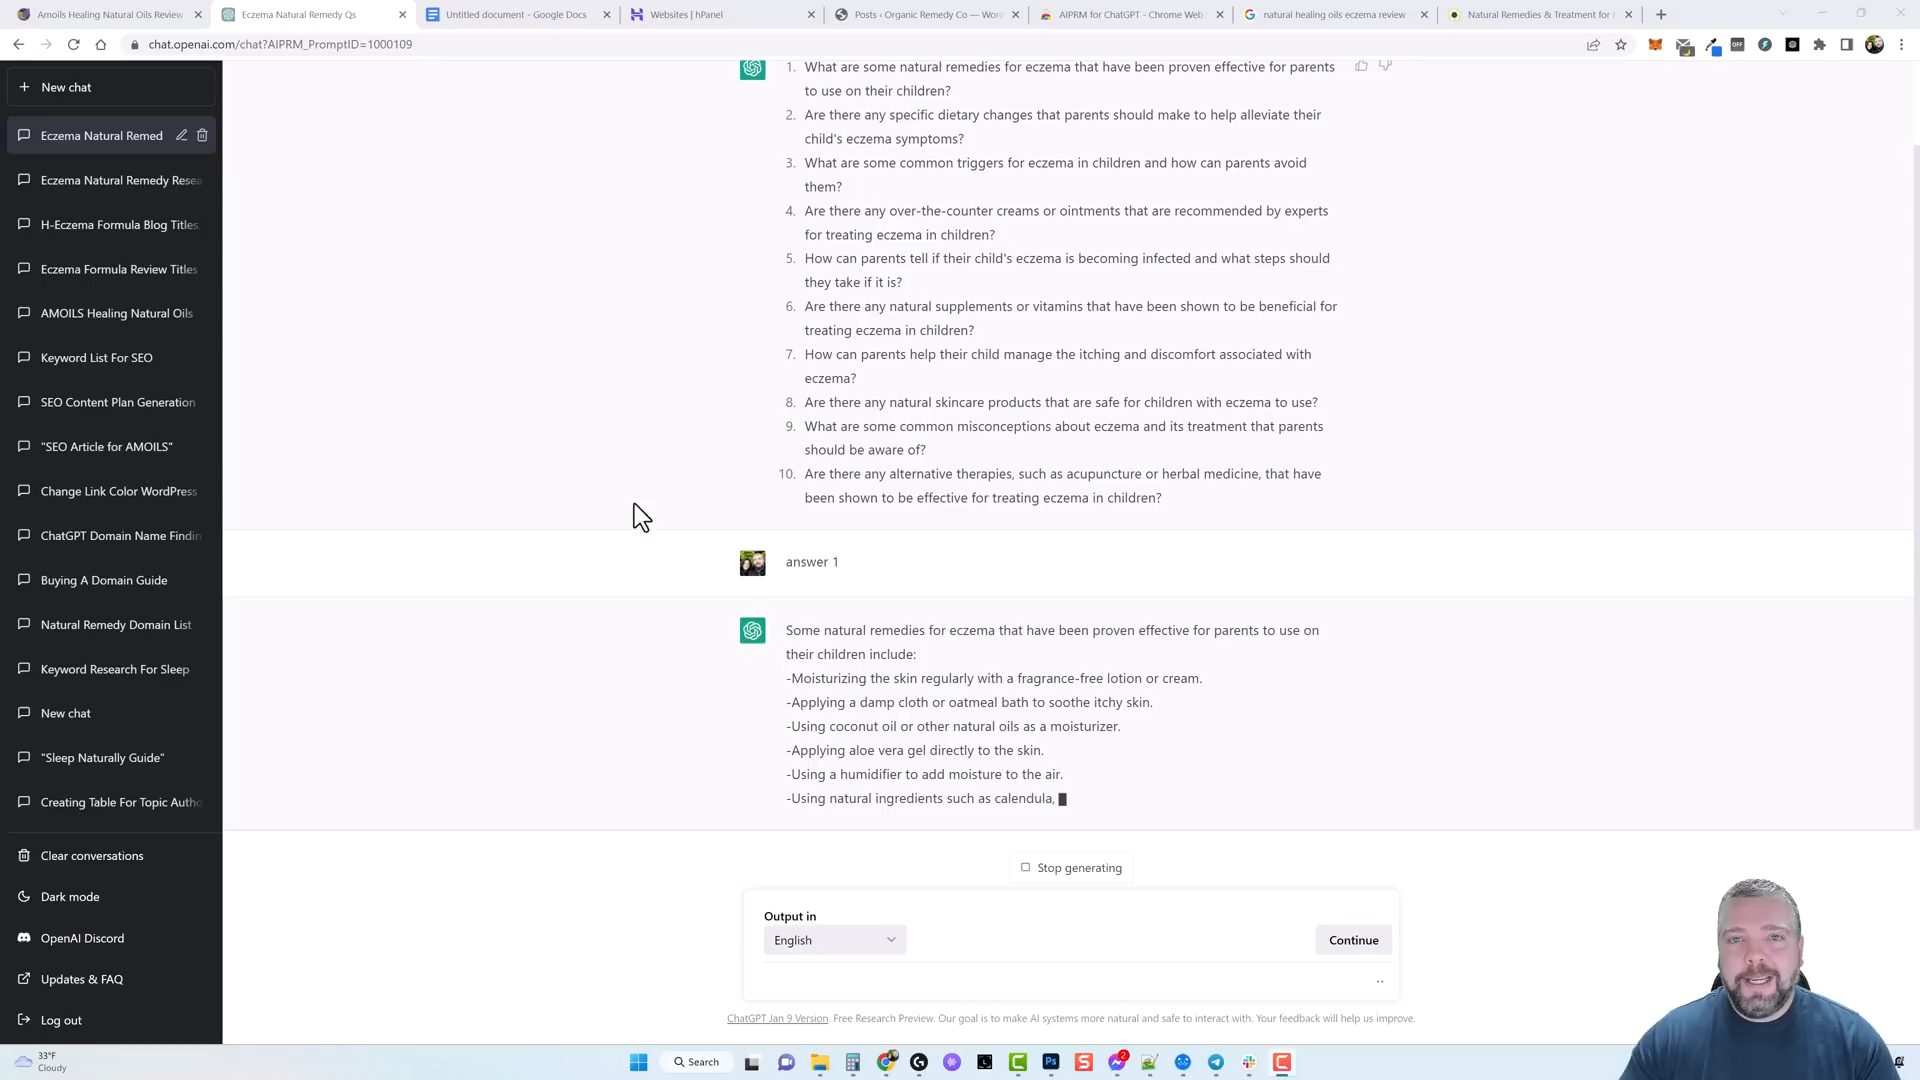 Amoils Healing Natural Oils Review
Eczema Natural Remedy Qs
Untitled document - Google Docs
Websites | hPanel
Posts ‹ Organic Remedy Co — Wor
AIPRM for ChatGPT - Chrome Web
natural healing oils eczema review
Natural Remedies & Treatment for
chat.openai.com/chat?AIPRM_PromptID=1000109
New chat
Eczema Natural Remed
Eczema Natural Remedy Resea
H-Eczema Formula Blog Titles.
Eczema Formula Review Titles
AMOILS Healing Natural Oils
Keyword List For SEO
SEO Content Plan Generation
"SEO Article for AMOILS"
Change Link Color WordPress
ChatGPT Domain Name Findin
Buying A Domain Guide
Natural Remedy Domain List
Keyword Research For Sleep
New chat
"Sleep Naturally Guide"
Creating Table For Topic Autho
Clear conversations
Dark mode
OpenAI Discord
Updates & FAQ
Log out
1. What are some natural remedies for eczema that have been proven effective for parents
to use on their children?
2. Are there any specific dietary changes that parents should make to help alleviate their
child's eczema symptoms?
3. What are some common triggers for eczema in children and how can parents avoid
them?
4. Are there any over-the-counter creams or ointments that are recommended by experts
for treating eczema in children?
5. How can parents tell if their child's eczema is becoming infected and what steps should
they take if it is?
6. Are there any natural supplements or vitamins that have been shown to be beneficial for
treating eczema in children?
7. How can parents help their child manage the itching and discomfort associated with
eczema?
8. Are there any natural skincare products that are safe for children with eczema to use?
9. What are some common misconceptions about eczema and its treatment that parents
should be aware of?
10. Are there any alternative therapies, such as acupuncture or herbal medicine, that have
been shown to be effective for treating eczema in children?
answer 1
Some natural remedies for eczema that have been proven effective for parents to use on
their children include:
-Moisturizing the skin regularly with a fragrance-free lotion or cream.
-Applying a damp cloth or oatmeal bath to soothe itchy skin.
-Using coconut oil or other natural oils as a moisturizer.
-Applying aloe vera gel directly to the skin.
-Using a humidifier to add moisture to the air.
-Using natural ingredients such as calendula,
Stop generating
Output in
English
Continue
ChatGPT Jan 9 Version. Free Research Preview. Our goal is to make AI systems more natural and safe to interact with. Your feedback will help us improve.
33°F
Cloudy
Search
2